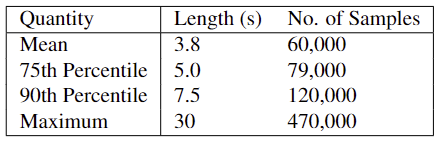 Quantity Length (s) No. of Samples
Mean 3.8 60,000
75th Percentile 5.0 79,000
90th Percentile 7.5 120,000
Maximum 30 470,000